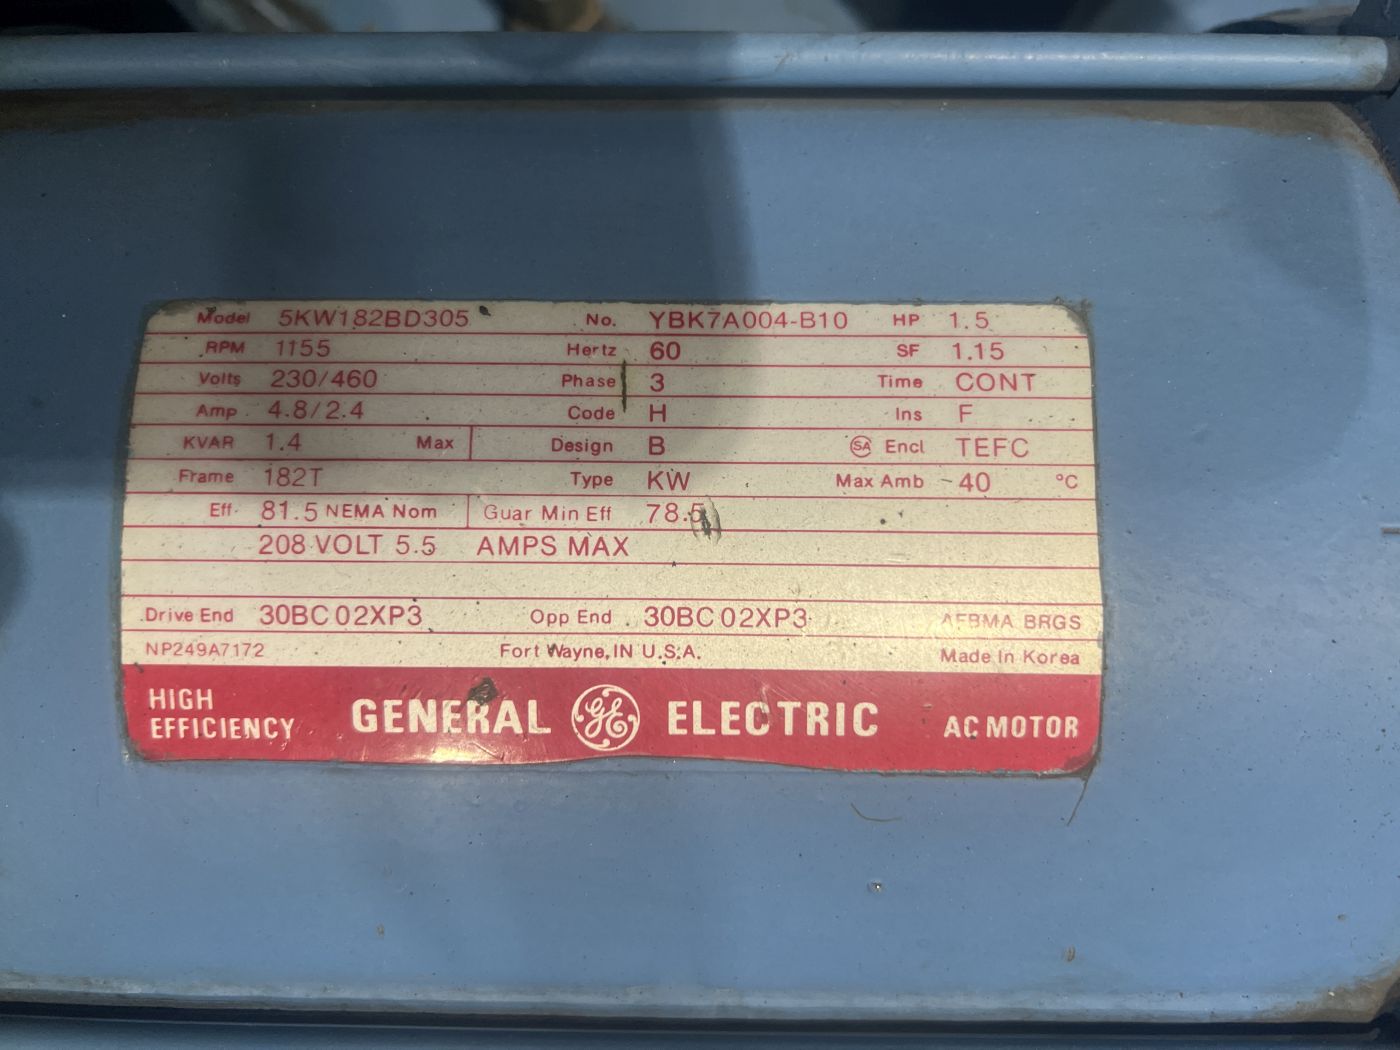 Model 5KW182BD305 No. YBK7A004-B10 HP 1.5
RPM 1155 Hertz 60 SF 1.15
Volts 230/460 Phase 3 Time CONT
Amp 4.8/2.4 Code H Ins F
KVAR 1.4 Max Design B SA Encl TEFC
Frame 182T Type KW Max Amb 40 °C
Eff. 81.5 NEMA Nom Guar Min Eff 78.5
208 VOLT 5.5 AMPS MAX
Drive End 30BC02XP3 Opp End 30BC02XP3 AFBMA BRGS
NP249A7172 Fort Wayne, IN U.S.A. Made In Korea
HIGH EFFICIENCY GENERAL GE ELECTRIC AC MOTOR